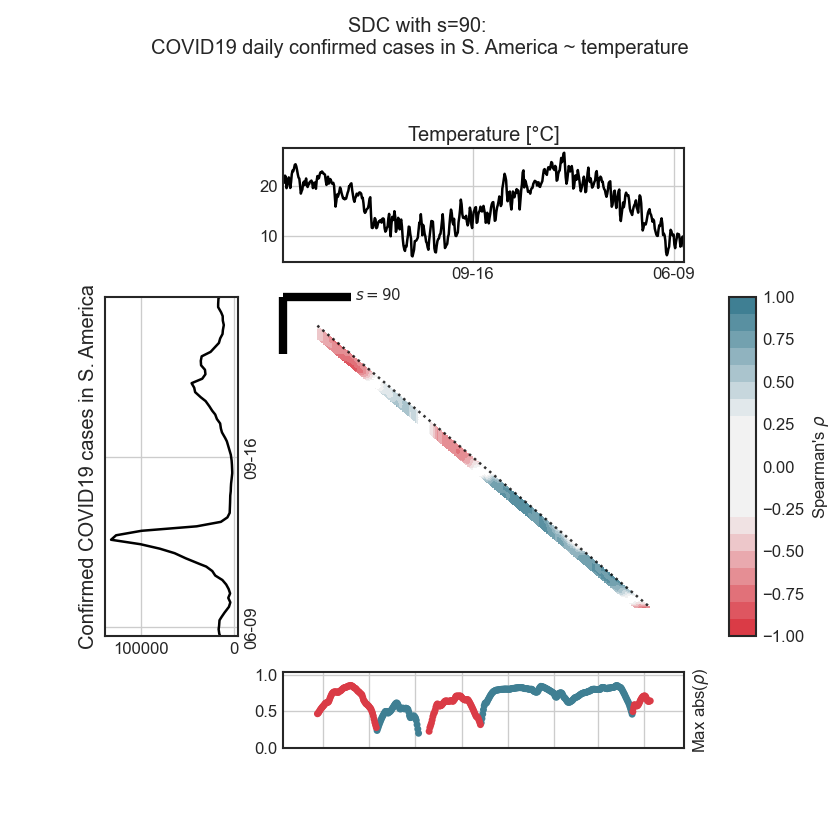 SDC with s=90:
COVID19 daily confirmed cases in S. America ~ temperature
Temperature [°C]
20
10
09-16
06-09
s = 90
Confirmed COVID19 cases in S. America
09-16
06-09
100000
0
1.00
0.75
0.50
0.25
0.00
−0.25
−0.50
−0.75
−1.00
Spearman's ρ
1.0
0.5
0.0
Max abs(ρ)